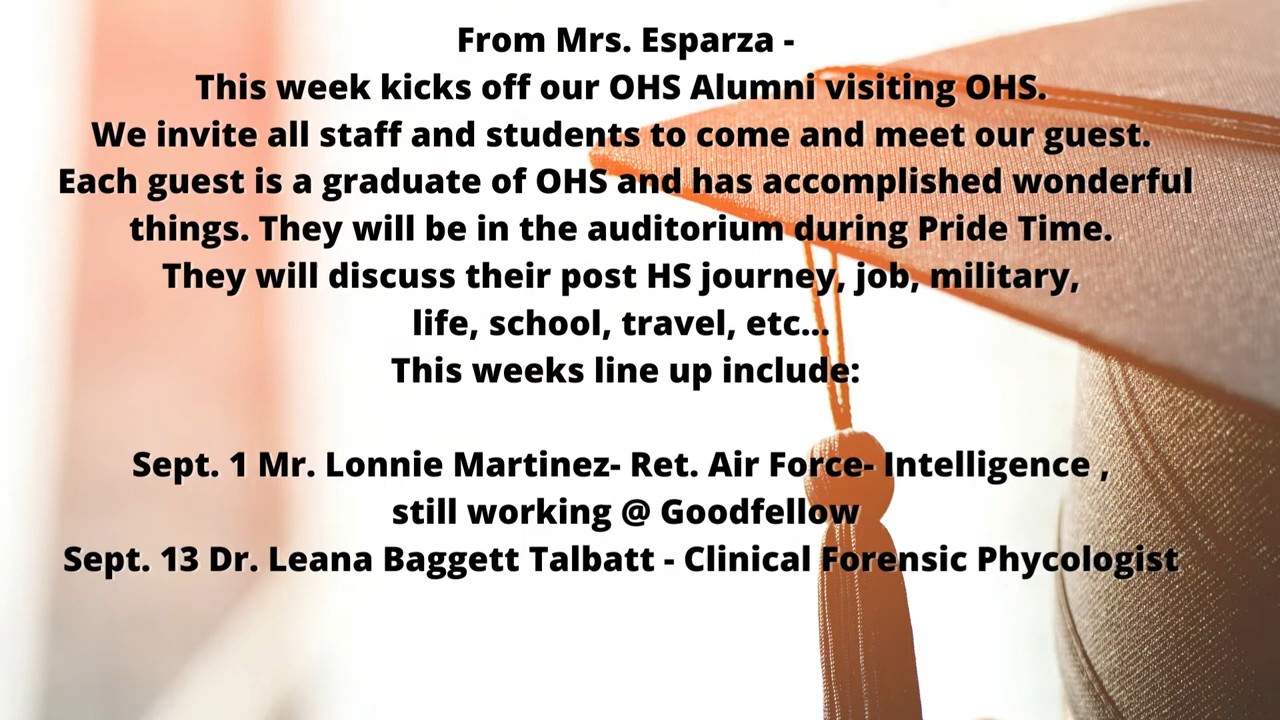 From Mrs. Esparza -
This week kicks off our OHS Alumni visiting OHS.
We invite all staff and students to come and meet our guest.
Each guest is a graduate of OHS and has accomplished wonderful
things. They will be in the auditorium during Pride Time.
They will discuss their post HS journey, job, military,
life, school, travel, etc...
This weeks line up include:
Sept. 1 Mr. Lonnie Martinez- Ret. Air Force- Intelligence ,
still working @ Goodfellow
Sept. 13 Dr. Leana Baggett Talbatt - Clinical Forensic Phycologist